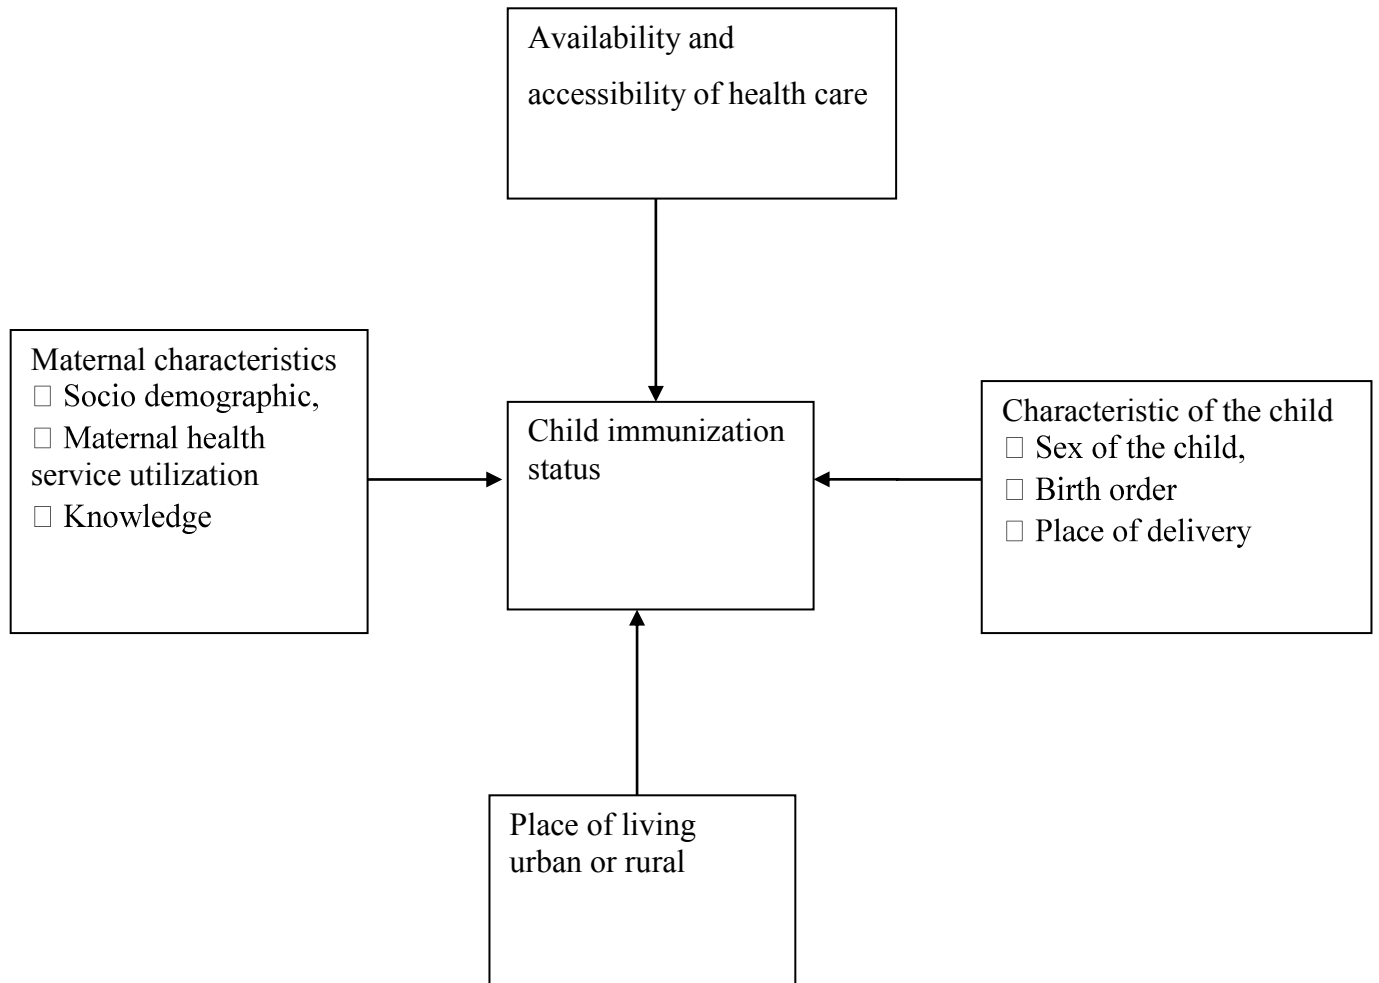 Availability and
accessibility of health care
Maternal characteristics
□ Socio demographic,
□ Maternal health
service utilization
□ Knowledge
Child immunization
status
Characteristic of the child
□ Sex of the child,
□ Birth order
□ Place of delivery
Place of living
urban or rural